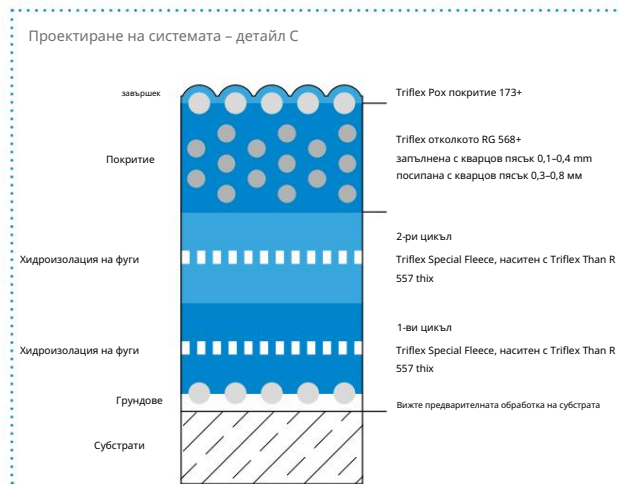 Проектиране на системата – детайл C
завършек
Triflex Pox покритие 173+
Покритие
Triflex отколкото RG 568+
запълнена с кварцов пясък 0,1–0,4 mm
посипана с кварцов пясък 0,3–0,8 мм
2-ри цикъл
Хидроизолация на фуги
Triflex Special Fleece, наситен с Triflex Than R
557 thix
1-ви цикъл
Хидроизолация на фуги
Triflex Special Fleece, наситен с Triflex Than R
557 thix
Грундове
Вижте предварителната обработка на субстрата
Субстрати